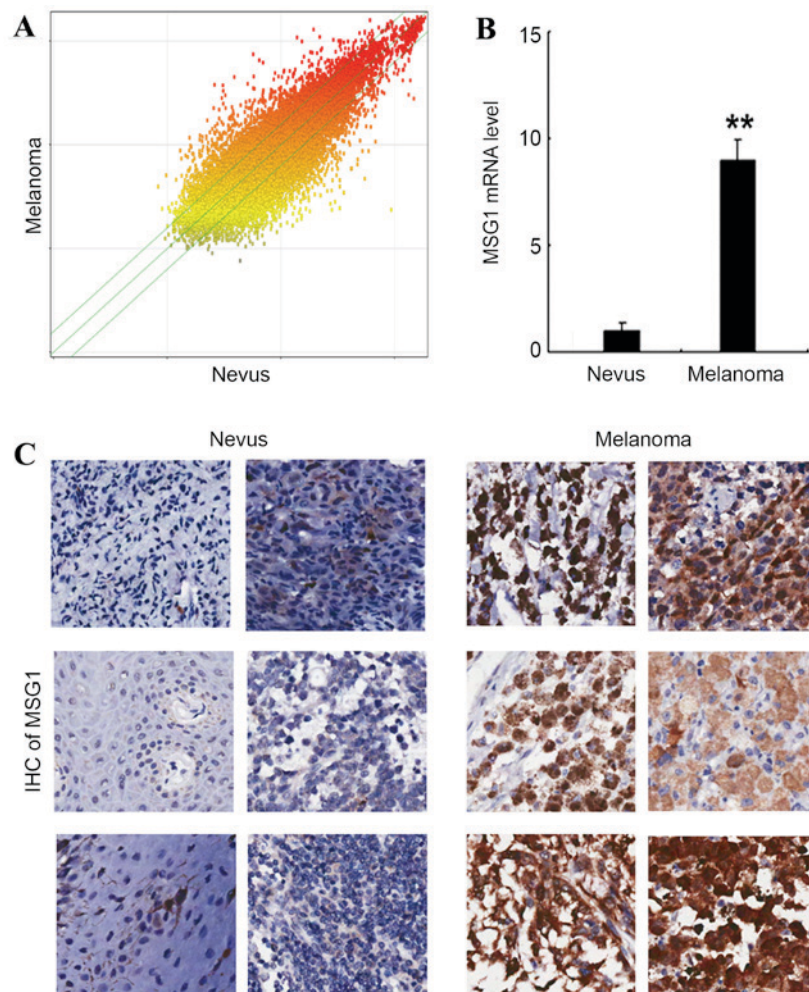 A
Melanoma
Nevus
B
MSG1 mRNA level
15
10
5
0
**
Nevus
Melanoma
C
Nevus
Melanoma
IHC of MSG1